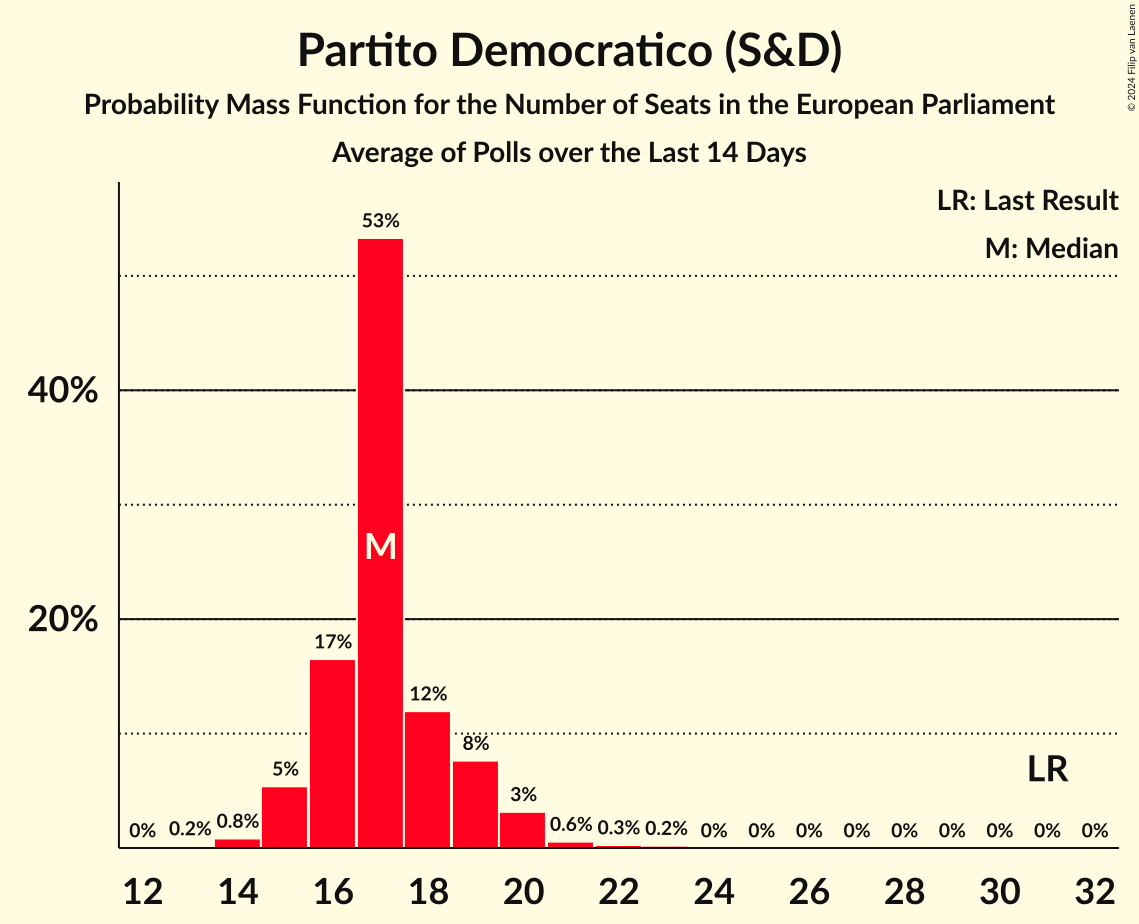 Partito Democratico (S&D)
Probability Mass Function for the Number of Seats in the European Parliament
Average of Polls over the Last 14 Days
© 2024 Filip van Laenen
LR: Last Result
M: Median
53%
40%
M
20%
17%
12%
8%
LR
5%
3%
0% 0.2% 0.8% 0.6% 0.3% 0.2% 0% 0% 0% 0% 0% 0% 0% 0% 0%
12 14 16 18 20 22 24 26 28 30 32